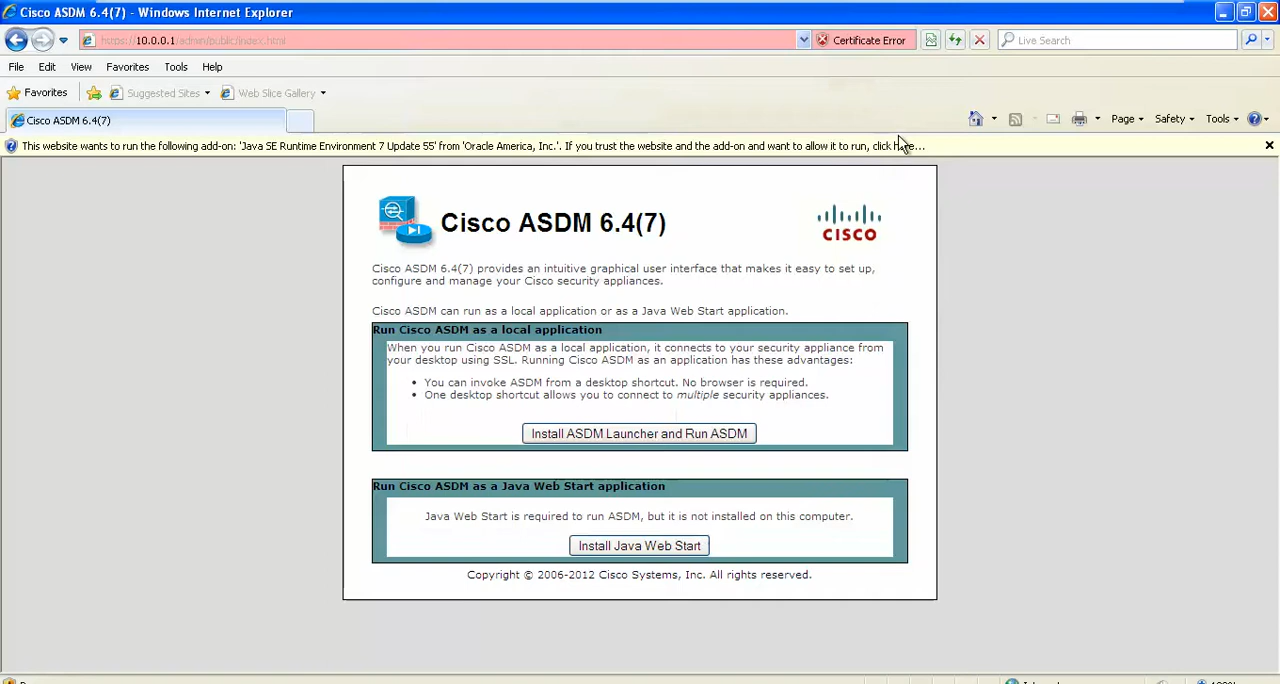 Cisco ASDM 6.4(7) - Windows Internet Explorer
https://10.0.0.1/admin/public/index.html
Certificate Error
Live Search
File Edit View Favorites Tools Help
Favorites Suggested Sites Web Slice Gallery
Cisco ASDM 6.4(7)
Page Safety Tools
This website wants to run the following add-on: 'Java SE Runtime Environment 7 Update 55' from 'Oracle America, Inc.'. If you trust the website and the add-on and want to allow it to run, click here...
Cisco ASDM 6.4(7)
CISCO
Cisco ASDM 6.4(7) provides an intuitive graphical user interface that makes it easy to set up,
configure and manage your Cisco security appliances.
Cisco ASDM can run as a local application or as a Java Web Start application.
Run Cisco ASDM as a local application
When you run Cisco ASDM as a local application, it connects to your security appliance from
your desktop using SSL. Running Cisco ASDM as an application has these advantages:
• You can invoke ASDM from a desktop shortcut. No browser is required.
• One desktop shortcut allows you to connect to multiple security appliances.
Install ASDM Launcher and Run ASDM
Run Cisco ASDM as a Java Web Start application
Java Web Start is required to run ASDM, but it is not installed on this computer.
Install Java Web Start
Copyright © 2006-2012 Cisco Systems, Inc. All rights reserved.